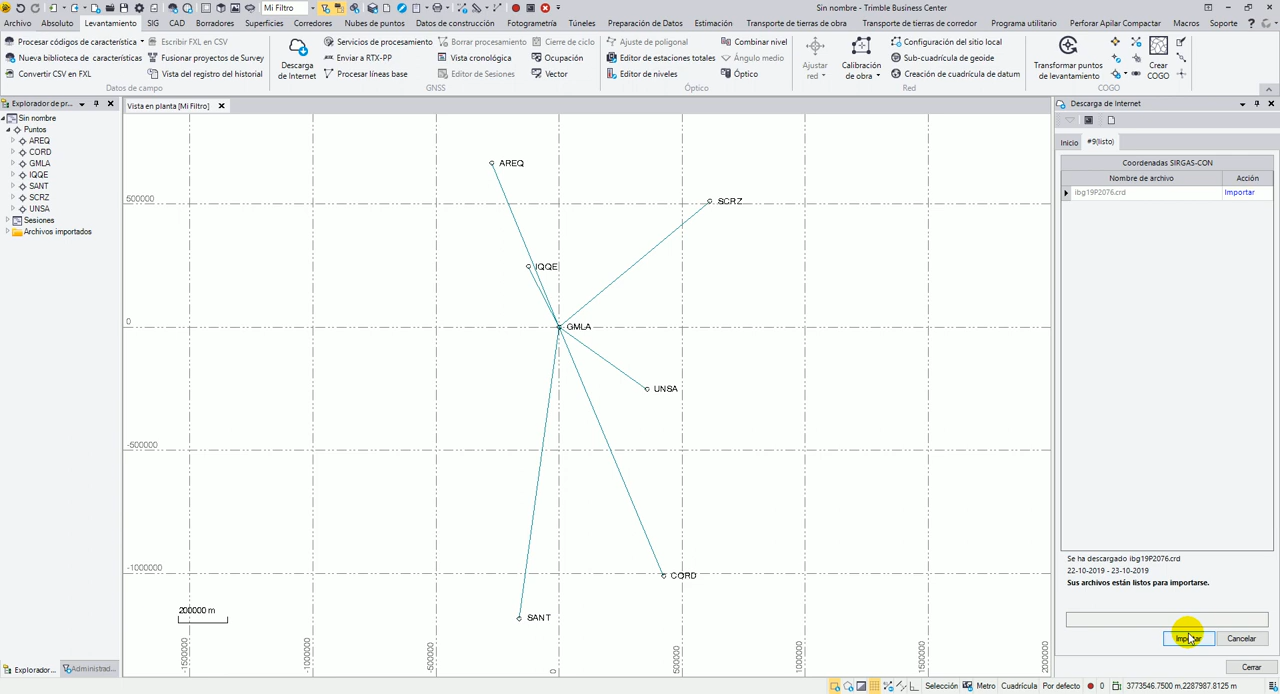 Mi Filtro
Sin nombre - Trimble Business Center
Archivo Absoluto Levantamiento SIG CAD Borradores Superficies Corredores Nubes de puntos Datos de construcción Fotogrametría Túneles Preparación de Datos Estimación Transporte de tierras de obra Transporte de tierras de corredor Programa utilitario Perforar Apilar Compactar Macros Soporte
Procesar códigos de característica Escribir FXL en CSV
Nueva biblioteca de características Fusionar proyectos de Survey
Convertir CSV en FXL Vista del registro del historial
Datos de campo
Descarga de Internet
Servicios de procesamiento Borrar procesamiento Cierre de ciclo
Enviar a RTX-PP Vista cronológica Ocupación
Procesar líneas base Editor de Sesiones Vector
GNSS
Ajuste de poligonal Combinar nivel
Editor de estaciones totales Ángulo medio
Editor de niveles Óptico
Óptico
Ajustar red
Calibración de obra
Configuración del sitio local
Sub-cuadrícula de geoide
Creación de cuadrícula de datum
Red
Transformar puntos de levantamiento
Crear COGO
COGO
Explorador de pr...
Sin nombre
Puntos
AREQ
CORD
GMLA
IQQE
SANT
SCRZ
UNSA
Sesiones
Archivos importados
Explorador...
Administrad...
Vista en planta [Mi Filtro]
AREQ
500000
SCRZ
IQQE
0
GMLA
UNSA
-500000
-1000000
CORD
200000 m
SANT
-1500000
-1000000
-500000
0
500000
1000000
1500000
2000000
Descarga de Internet
Inicio #9(listo)
Coordenadas SIRGAS-CON
Nombre de archivo Acción
ibg19P2076.crd Importar
Se ha descargado ibg19P2076.crd
22-10-2019 - 23-10-2019
Sus archivos están listos para importarse.
Importar Cancelar
Cerrar
Selección Metro Cuadrícula Por defecto 0 3773546.7500 m,2287987.8125 m